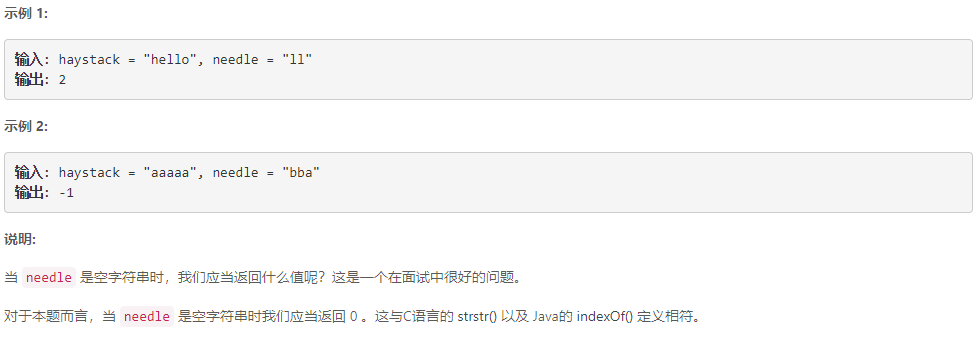 示例 1:
输入: haystack = "hello", needle = "ll"
输出: 2
示例 2:
输入: haystack = "aaaaa", needle = "bba"
输出: -1
说明:
当 needle 是空字符串时，我们应当返回什么值呢？这是一个在面试中很好的问题。
对于本题而言，当 needle 是空字符串时我们应当返回 0 。这与C语言的 strstr() 以及 Java的 indexOf() 定义相符。